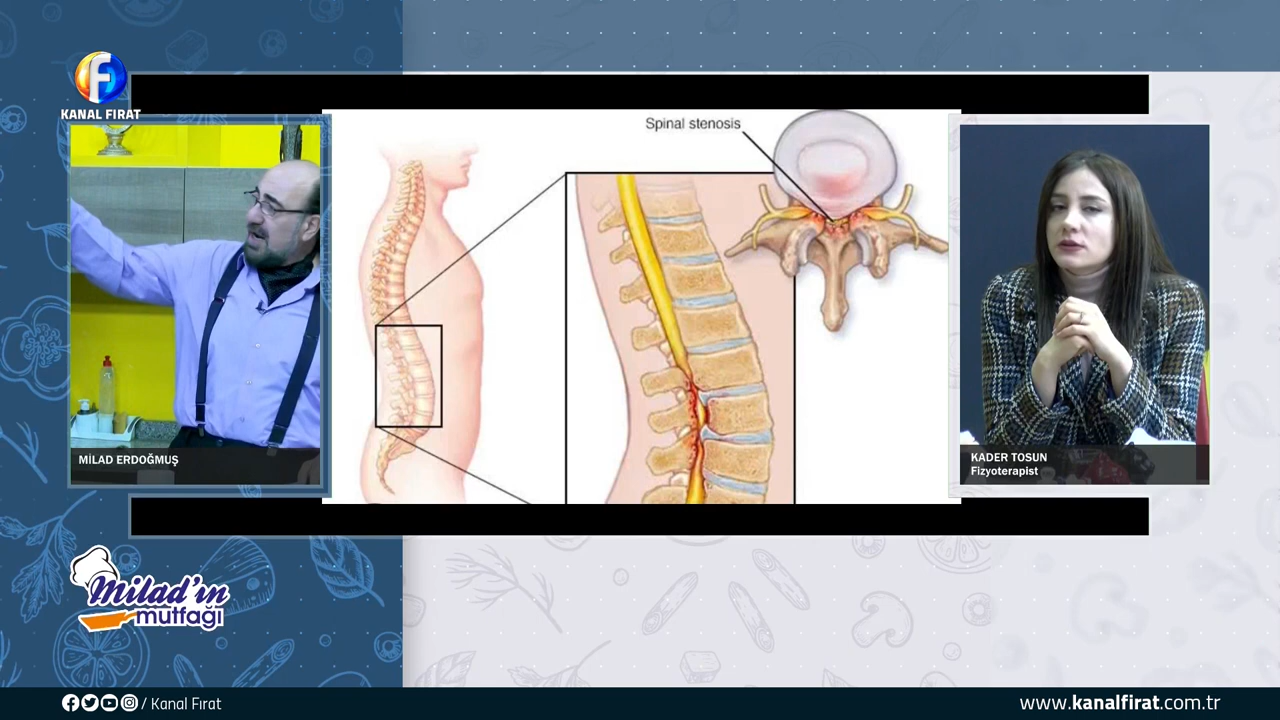 KANAL FIRAT
Spinal stenosis
MİLAD ERDOĞMUŞ
KADER TOSUN
Fizyoterapist
Milad'ın
mutfağı
/ Kanal Fırat
www.kanalfirat.com.tr